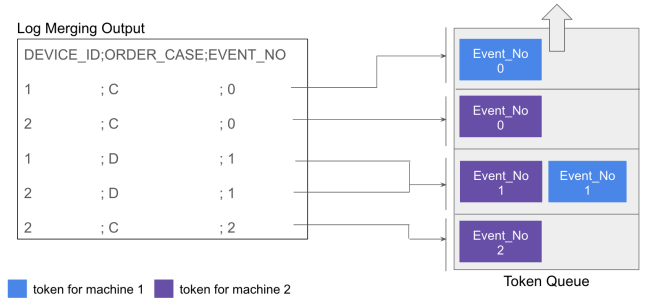 Log Merging Output
DEVICE_ID;ORDER_CASE;EVENT_NO
1 ; C ; 0
2 ; C ; 0
1 ; D ; 1
2 ; D ; 1
2 ; C ; 2
Event_No
0
Event_No
0
Event_No Event_No
1 1
Event_No
2
Token Queue
token for machine 1 token for machine 2